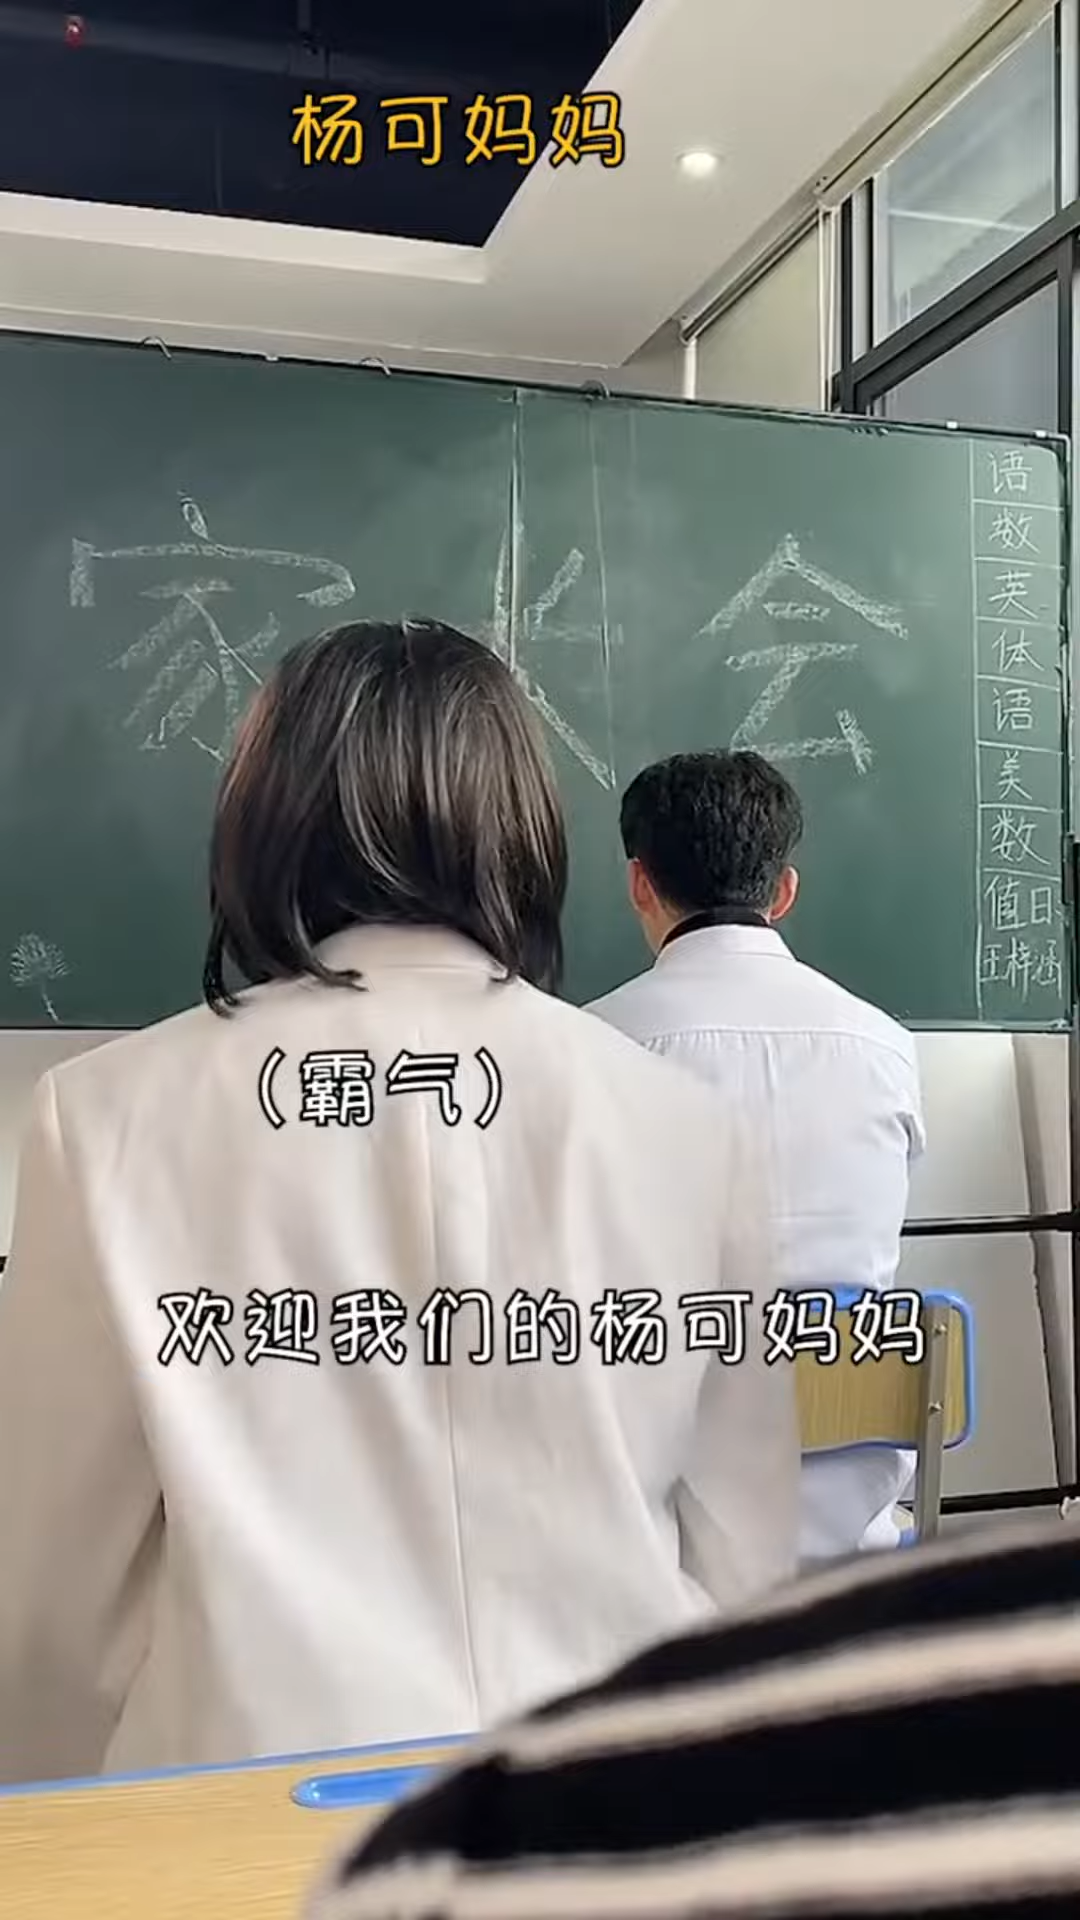 杨可妈妈
家长会
语
数
英
体
语
美
数
值日
王梓涵
（霸气）
欢迎我们的杨可妈妈